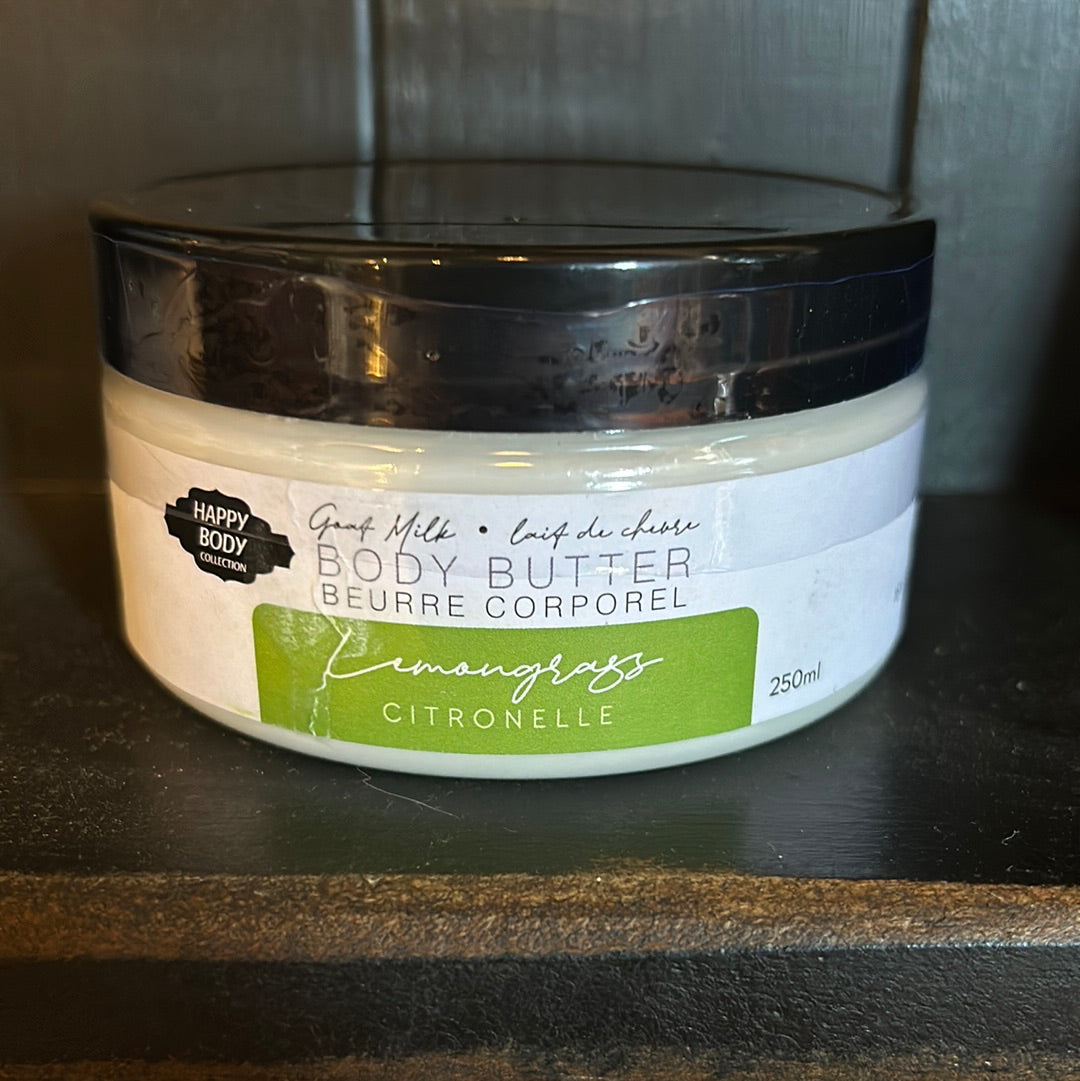 HAPPY
BODY
COLLECTION
Goat Milk • lait de chèvre
BODY BUTTER
BEURRE CORPOREL
Lemongrass
CITRONELLE
250ml